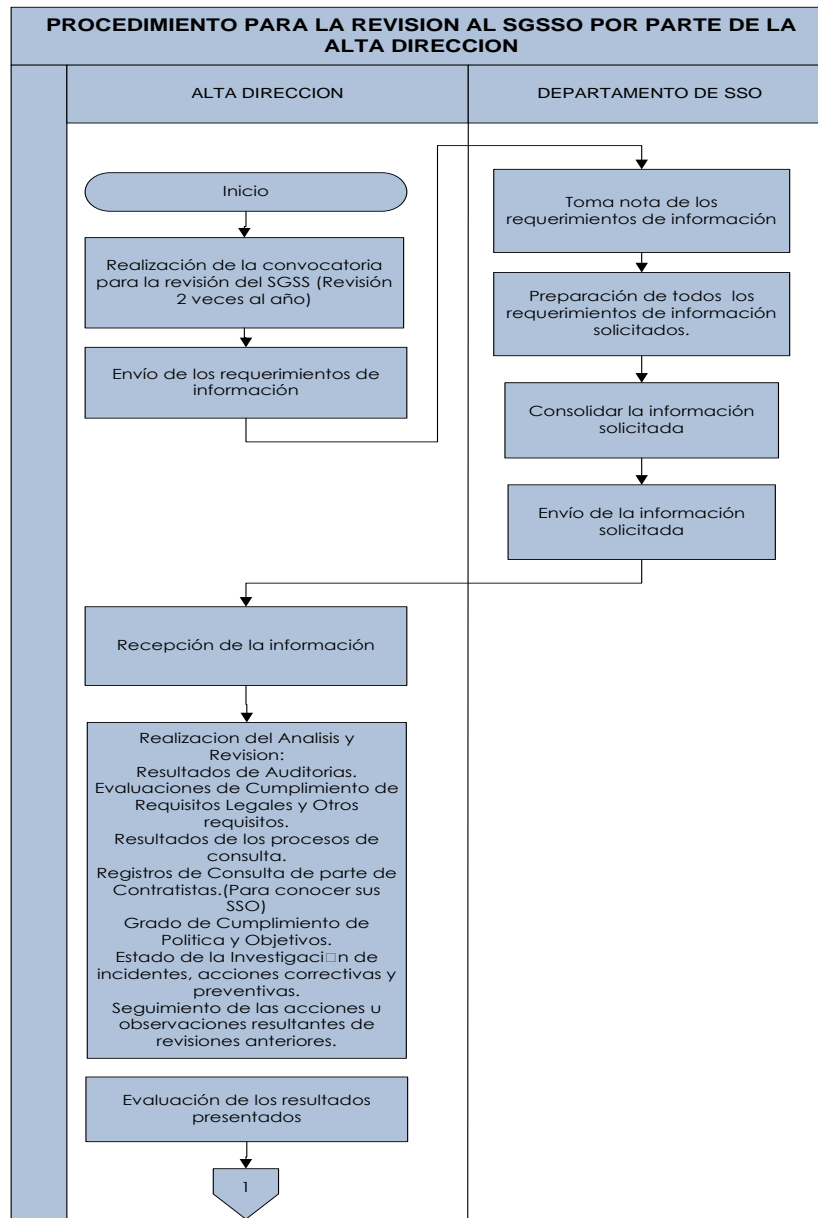 PROCEDIMIENTO PARA LA REVISION AL SGSSO POR PARTE DE LA
ALTA DIRECCION
ALTA DIRECCION
DEPARTAMENTO DE SSO
Inicio
Realización de la convocatoria
para la revisión del SGSS (Revisión
2 veces al año)
Envío de los requerimientos de
información
Toma nota de los
requerimientos de información
Preparación de todos los
requerimientos de información
solicitados.
Consolidar la información
solicitada
Envío de la información
solicitada
Recepción de la información
Realizacion del Analisis y
Revision:
Resultados de Auditorias.
Evaluaciones de Cumplimiento de
Requisitos Legales y Otros
requisitos.
Resultados de los procesos de
consulta.
Registros de Consulta de parte de
Contratistas.(Para conocer sus
SSO)
Grado de Cumplimiento de
Politica y Objetivos.
Estado de la Investigaci□n de
incidentes, acciones correctivas y
preventivas.
Seguimiento de las acciones u
observaciones resultantes de
revisiones anteriores.
Evaluación de los resultados
presentados
1